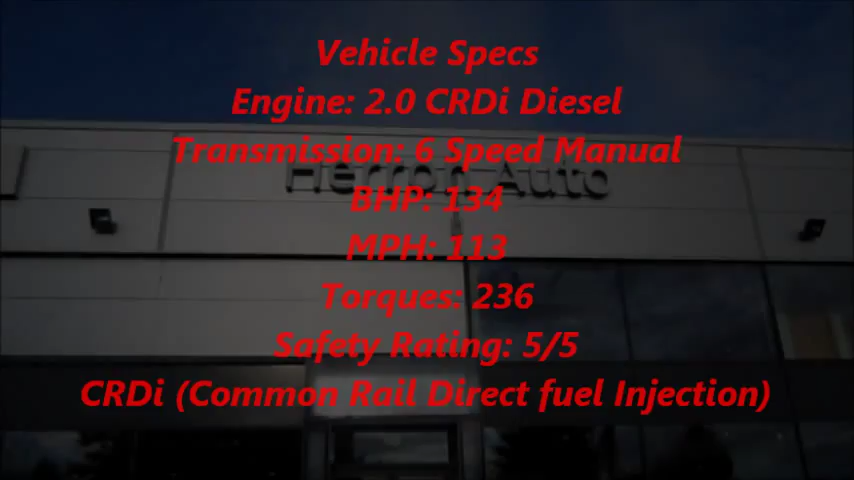 Vehicle Specs
Engine: 2.0 CRDi Diesel
Transmission: 6 Speed Manual
Herron Auto
BHP: 134
MPH: 113
Torques: 236
Safety Rating: 5/5
CRDi (Common Rail Direct fuel Injection)